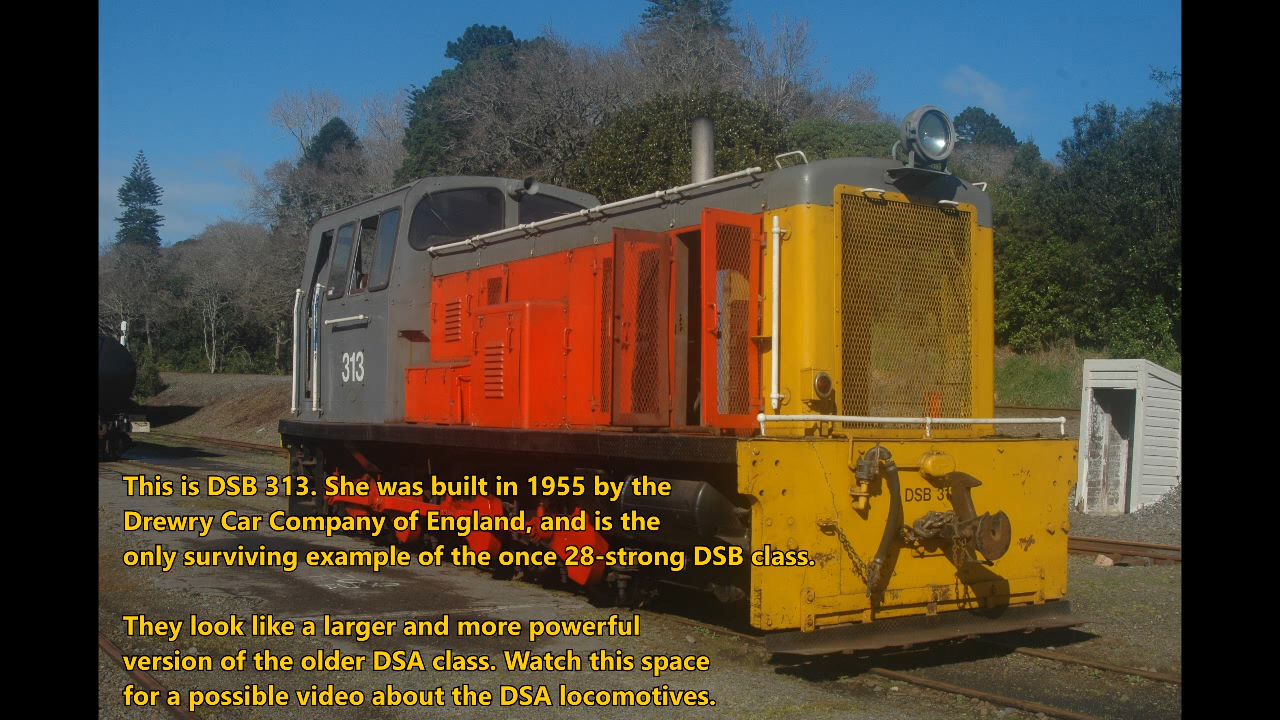 313
DSB 31
This is DSB 313. She was built in 1955 by the
Drewry Car Company of England, and is the
only surviving example of the once 28-strong DSB class.
They look like a larger and more powerful
version of the older DSA class. Watch this space
for a possible video about the DSA locomotives.